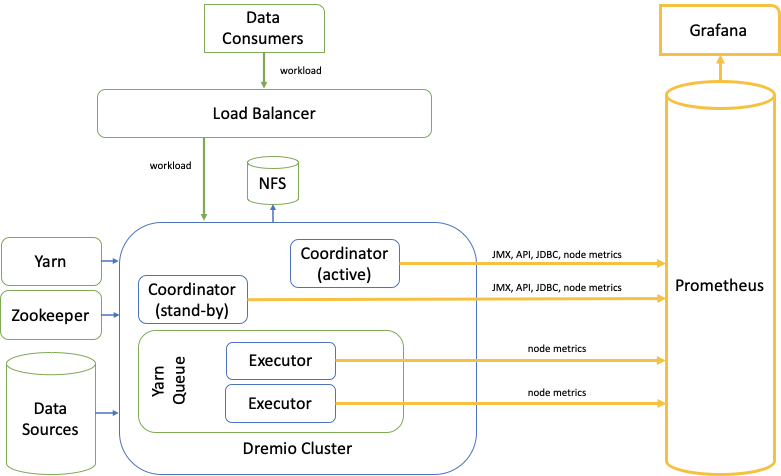 Data
Consumers
Grafana
workload
Load Balancer
workload
NFS
Yarn
Coordinator
(active)
JMX, API, JDBC, node metrics
Zookeeper
Coordinator
(stand-by)
JMX, API, JDBC, node metrics
Prometheus
Yarn
Queue
Executor
node metrics
Executor
node metrics
Data
Sources
Dremio Cluster